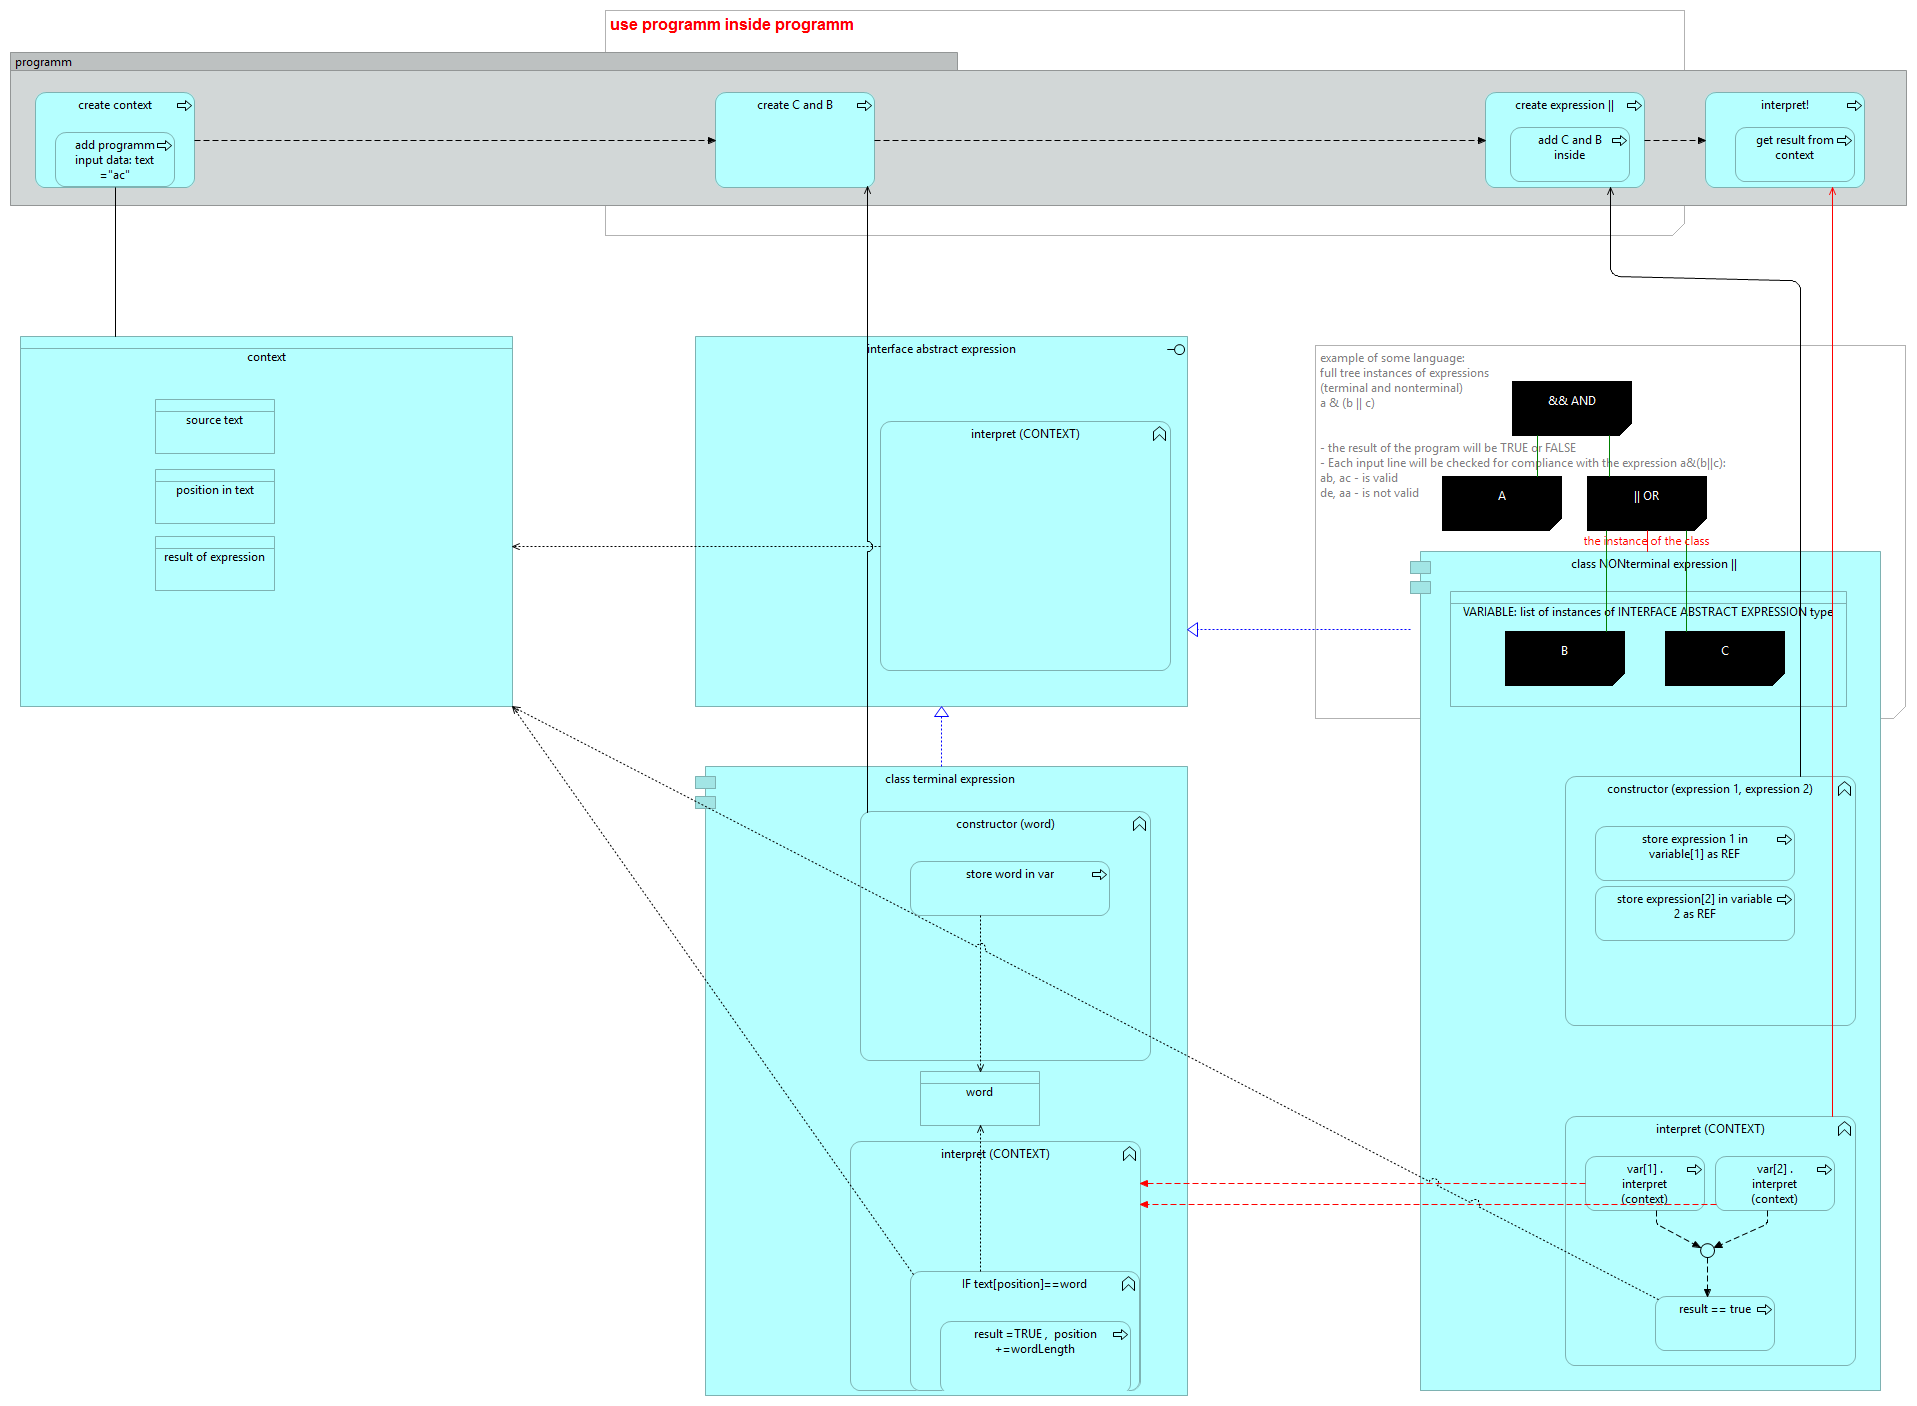 use programm inside programm
programm
create context
add programm
input data: text
="ac"
create C and B
create expression ||
add C and B
inside
interpret!
get result from
context
context
source text
position in text
result of expression
interface abstract expression
interpret (CONTEXT)
example of some language:
full tree instances of expressions
(terminal and nonterminal)
a & (b || c)
- the result of the program will be TRUE or FALSE
- Each input line will be checked for compliance with the expression a&(b||c):
ab, ac - is valid
de, aa - is not valid
&& AND
A
|| OR
the instance of the class
class NONterminal expression ||
VARIABLE: list of instances of INTERFACE ABSTRACT EXPRESSION type
B
C
class terminal expression
constructor (word)
store word in var
word
interpret (CONTEXT)
IF text[position]==word
result =TRUE , position
+=wordLength
constructor (expression 1, expression 2)
store expression 1 in
variable[1] as REF
store expression[2] in variable
2 as REF
interpret (CONTEXT)
var[1] .
interpret
(context)
var[2] .
interpret
(context)
result == true